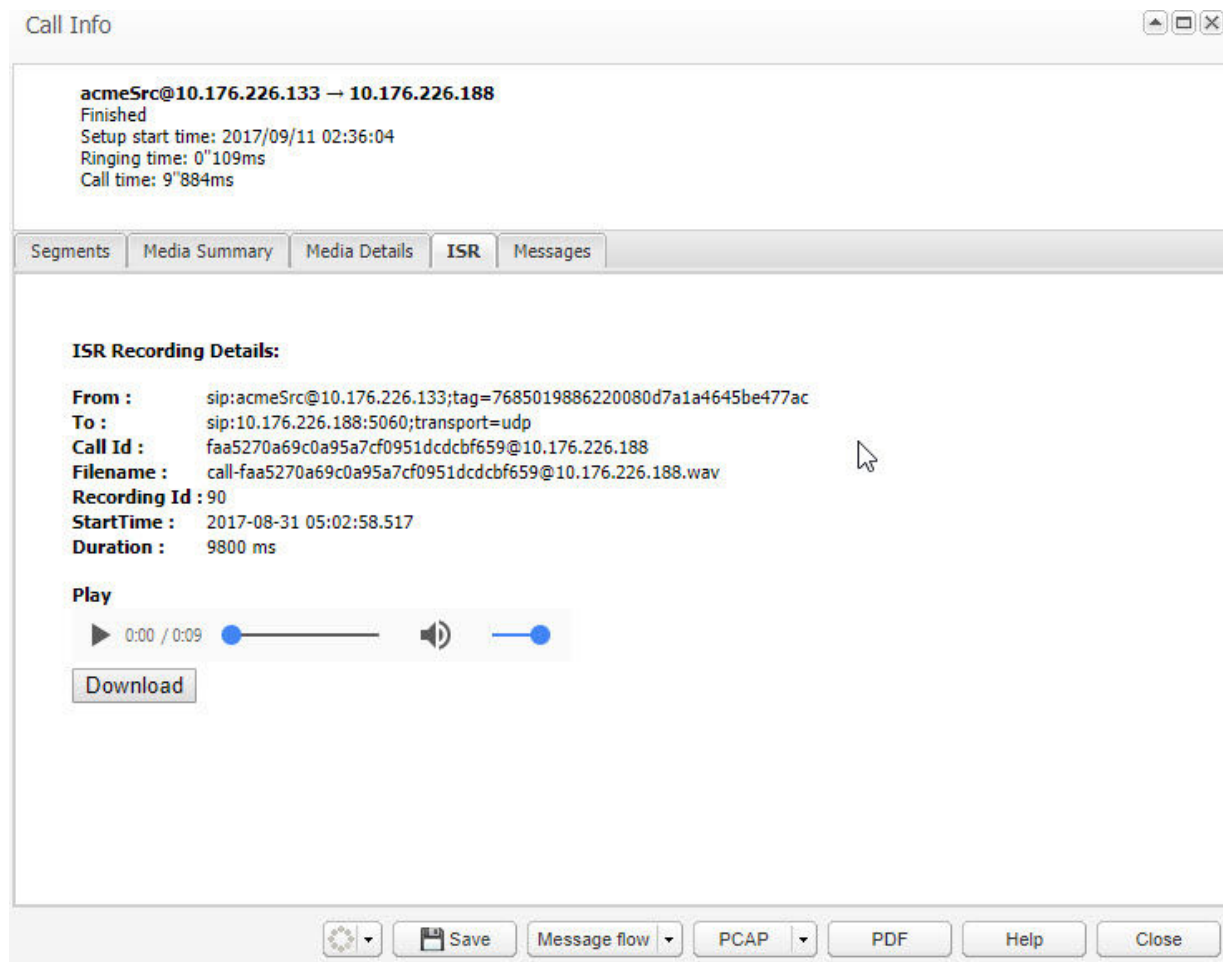 Call Info
acmeSrc@10.176.226.133 → 10.176.226.188
Finished
Setup start time: 2017/09/11 02:36:04
Ringing time: 0"109ms
Call time: 9"884ms
Segments Media Summary Media Details ISR Messages
ISR Recording Details:
From : sip:acmeSrc@10.176.226.133;tag=7685019886220080d7a1a4645be477ac
To : sip:10.176.226.188:5060;transport=udp
Call Id : faa5270a69c0a95a7cf0951dcdcbf659@10.176.226.188
Filename : call-faa5270a69c0a95a7cf0951dcdcbf659@10.176.226.188.wav
Recording Id : 90
StartTime : 2017-08-31 05:02:58.517
Duration : 9800 ms
Play
0:00 / 0:09
Download
Save Message flow PCAP PDF Help Close